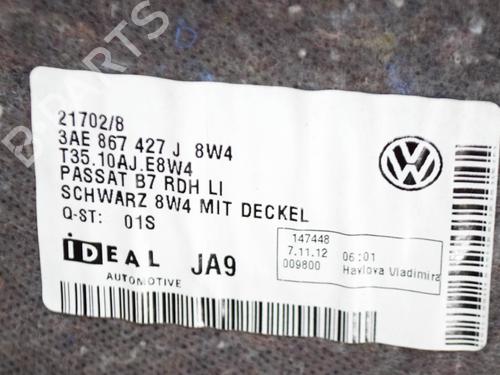 B-PARTS
21702/8
3AE 867 427 J 8W4
T35.10AJ.E8W4
PASSAT B7 RDH LI
SCHWARZ 8W4 MIT DECKEL
Q-ST: 01S
iDEAL JA9
AUTOMOTIVE
147448
7.11.12 06:01
009800 Havlova Vladimira